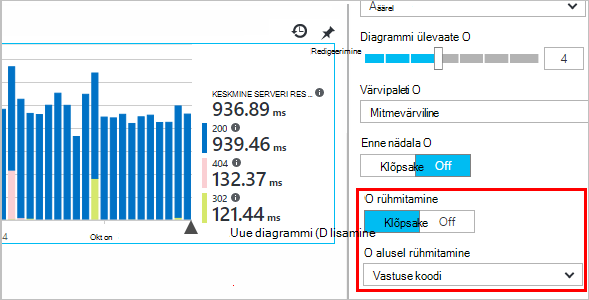 Äärel
Redigeerimine
Diagrammi ülevaate O
4
KESKMINE SERVERI RES ...
936.89 ms
Värvipaleti O
Mitmevärviline
200
939.46 ms
404
132.37 ms
302
121.44 ms
Enne nädala O
Klõpsake Off
O rühmitamine
Klõpsake Off
4 Okt on
Uue diagrammi (D lisamine
O alusel rühmitamine
Vastuse koodi